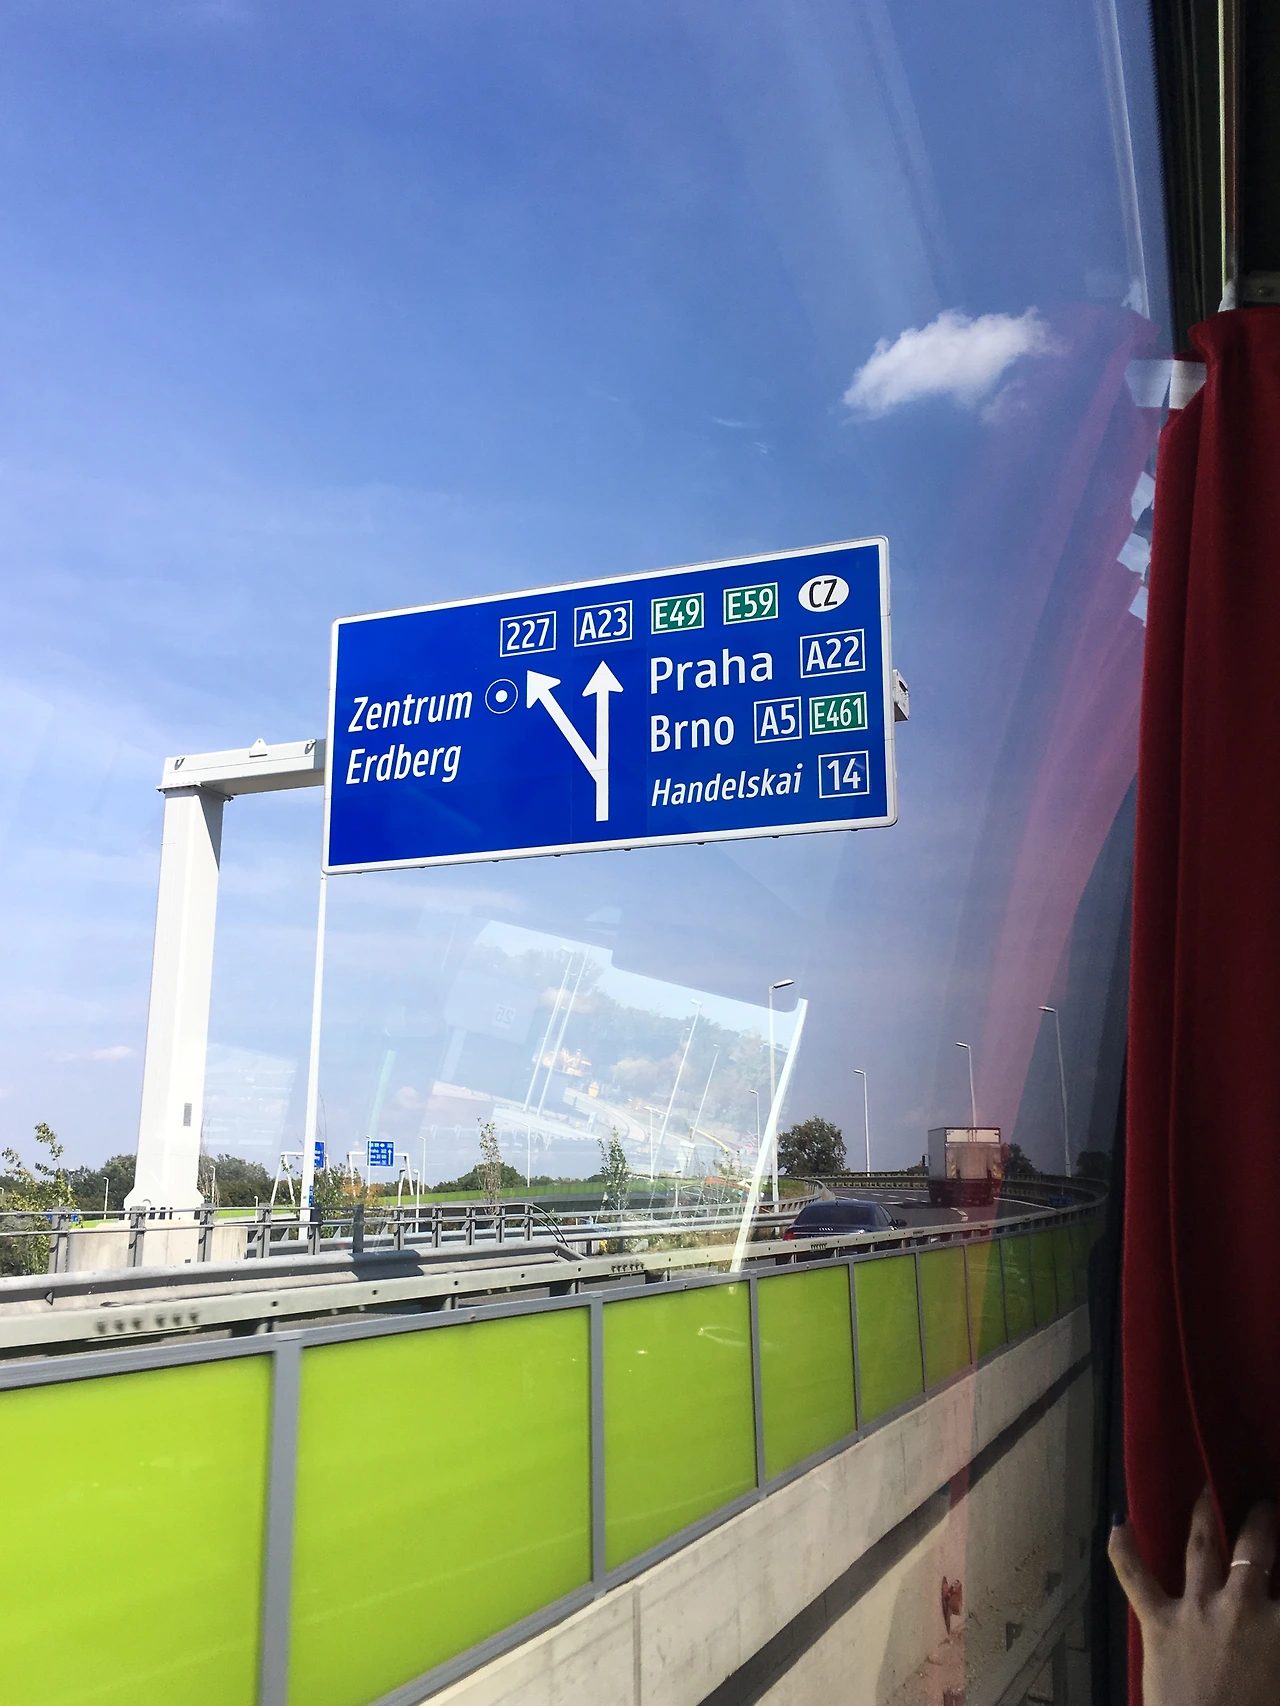 227 A23 E49 E59 CZ
Zentrum
Erdberg
Praha A22
Brno A5 E461
Handelskai 14